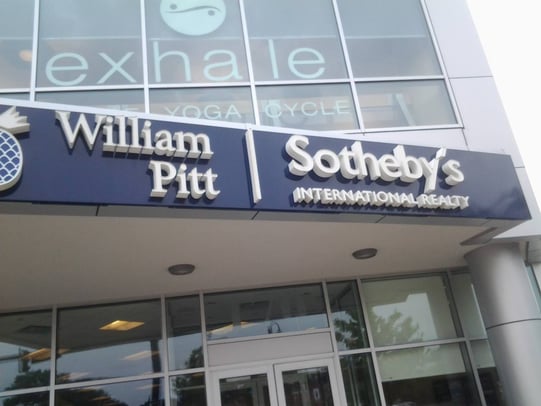 exhale
YOGA CYCLE
William
Pitt
Sotheby's
INTERNATIONAL REALTY